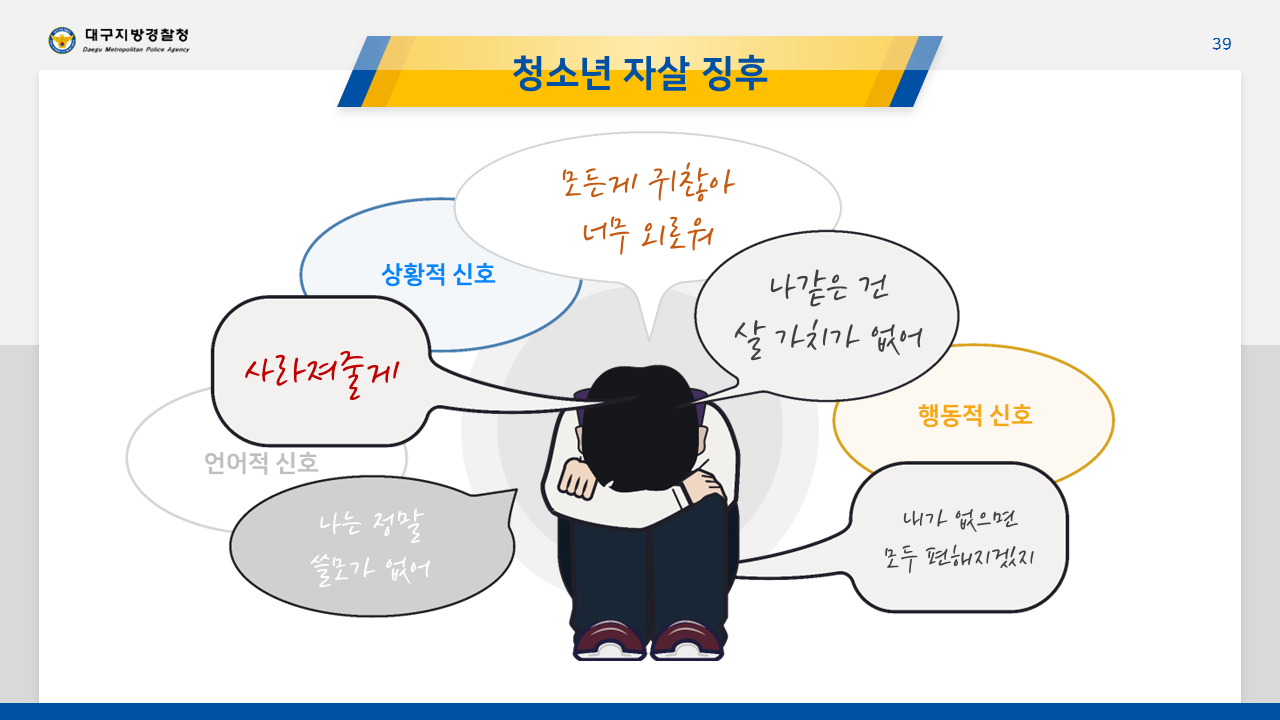 대구지방경찰청
Daegu Metropolitan Police Agency
39
청소년 자살 징후
모든게 귀찮아
너무 외로워
상황적 신호
나같은 건
살 가치가 없어
사라져줄게
행동적 신호
언어적 신호
나는 정말
쓸모가 없어
내가 없으면
모두 편해지겠지